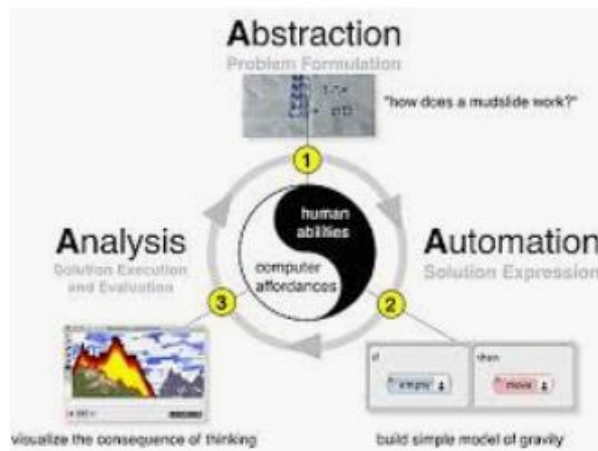 Abstraction
Problem Formulation
"how does a mudslide work?"
1
human
abilities
Analysis
Solution Execution
and Evaluation
computer
affordances
Automation
Solution Expression
3
2
if
then
empty
move
visualize the consequence of thinking
build simple model of gravity